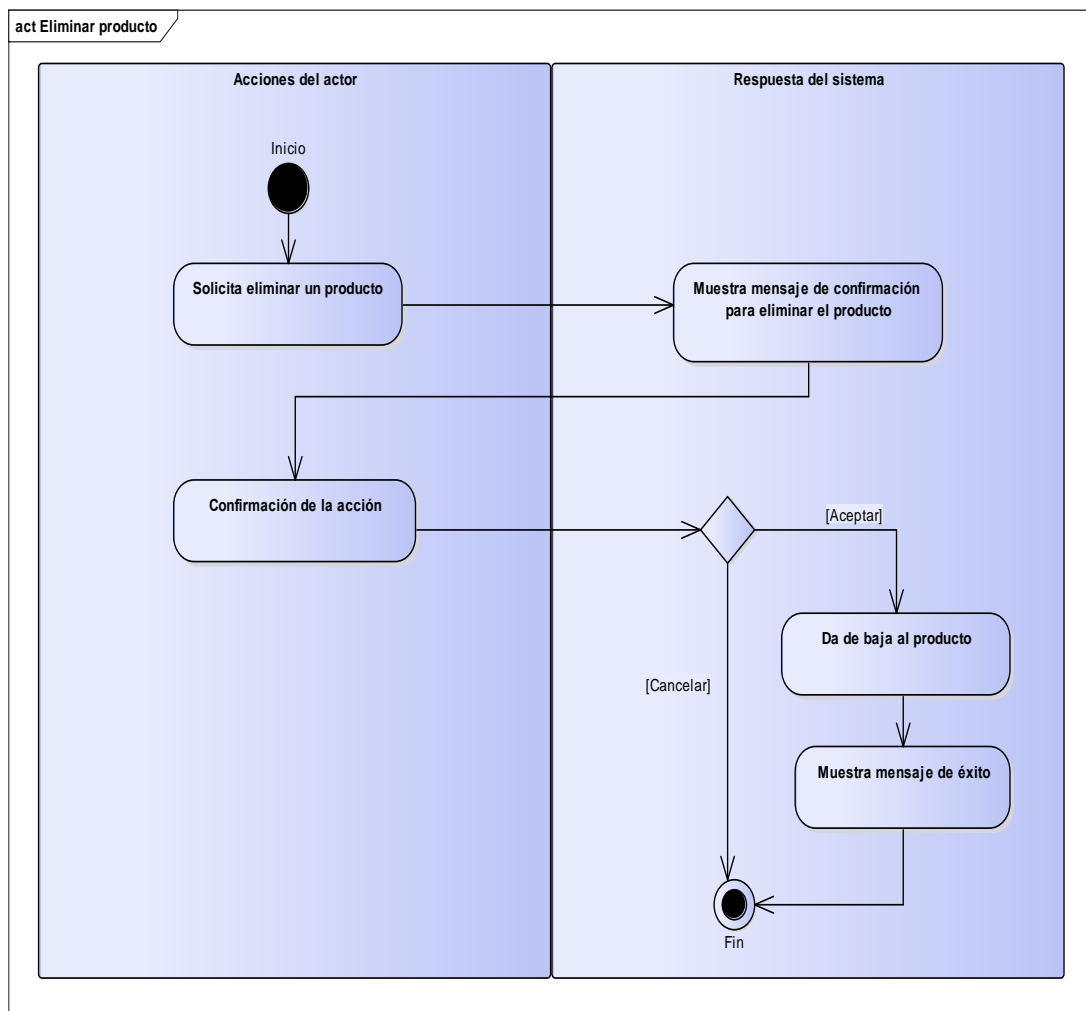 act Eliminar producto
Acciones del actor
Respuesta del sistema
Inicio
Solicita eliminar un producto
Muestra mensaje de confirmación
para eliminar el producto
Confirmación de la acción
[Aceptar]
Da de baja al producto
[Cancelar]
Muestra mensaje de éxito
Fin